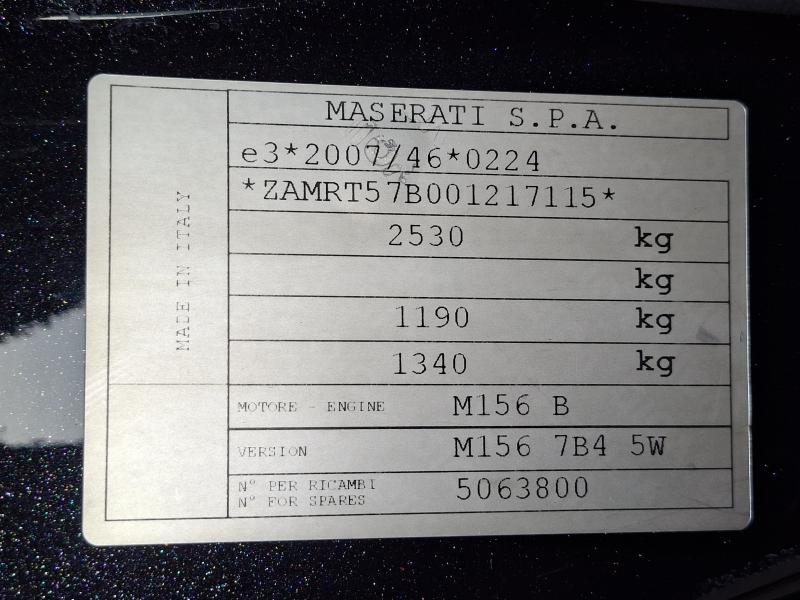 MASERATI S.P.A.
e3*2007/46*0224
*ZAMRT57B001217115*
2530 kg
kg
1190 kg
1340 kg
MOTORE - ENGINE M156 B
VERSION M156 7B4 5W
N° PER RICAMBI
N° FOR SPARES
5063800
MADE IN ITALY